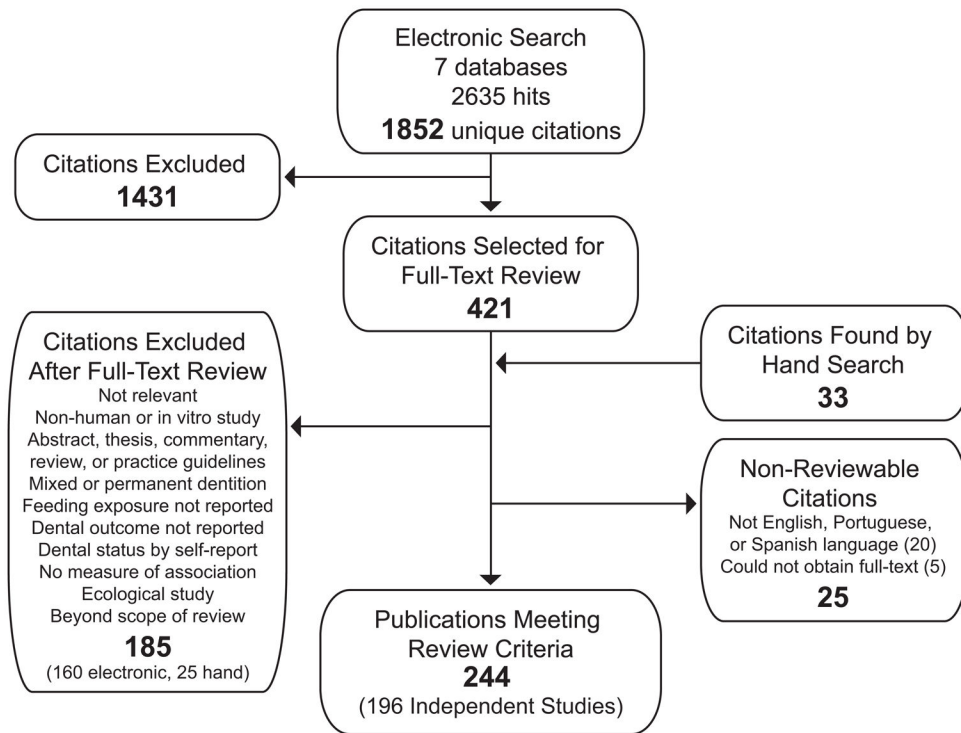 Electronic Search
7 databases
2635 hits
1852 unique citations
Citations Excluded
1431
Citations Selected for
Full-Text Review
421
Citations Found by
Hand Search
33
Citations Excluded
After Full-Text Review
Not relevant
Non-human or in vitro study
Abstract, thesis, commentary,
review, or practice guidelines
Mixed or permanent dentition
Feeding exposure not reported
Dental outcome not reported
Dental status by self-report
No measure of association
Ecological study
Beyond scope of review
185
(160 electronic, 25 hand)
Non-Reviewable
Citations
Not English, Portuguese,
or Spanish language (20)
Could not obtain full-text (5)
25
Publications Meeting
Review Criteria
244
(196 Independent Studies)